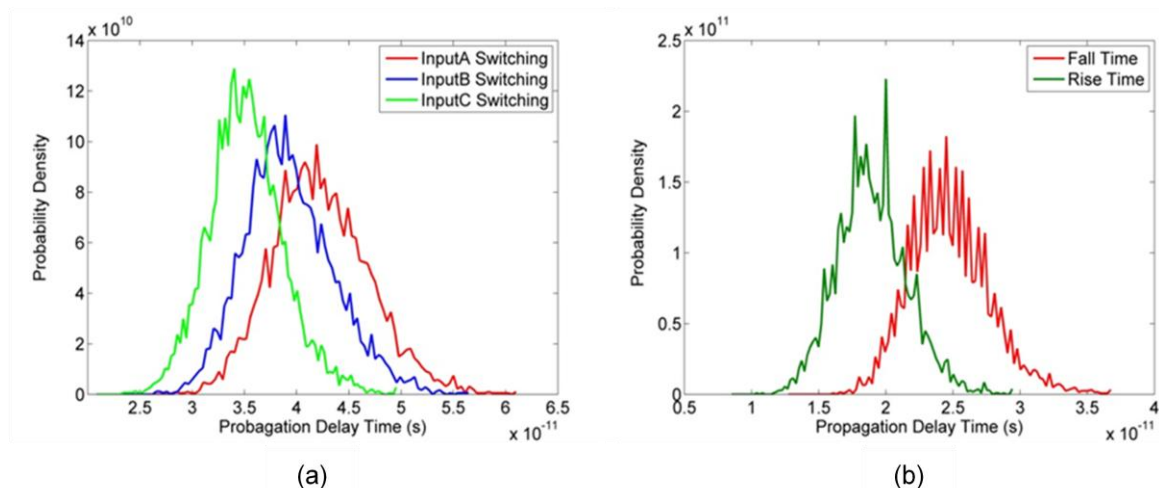 x 10^10
14
12
10
8
6
4
2
0
Probability Density
InputA Switching
InputB Switching
InputC Switching
2.5 3 3.5 4 4.5 5 5.5 6 6.5
Probagation Delay Time (s)
x 10^-11
(a)
x 10^11
2.5
2
1.5
1
0.5
0
Probability Density
Fall Time
Rise Time
0.5 1 1.5 2 2.5 3 3.5 4
Propagation Delay Time (s)
x 10^-11
(b)